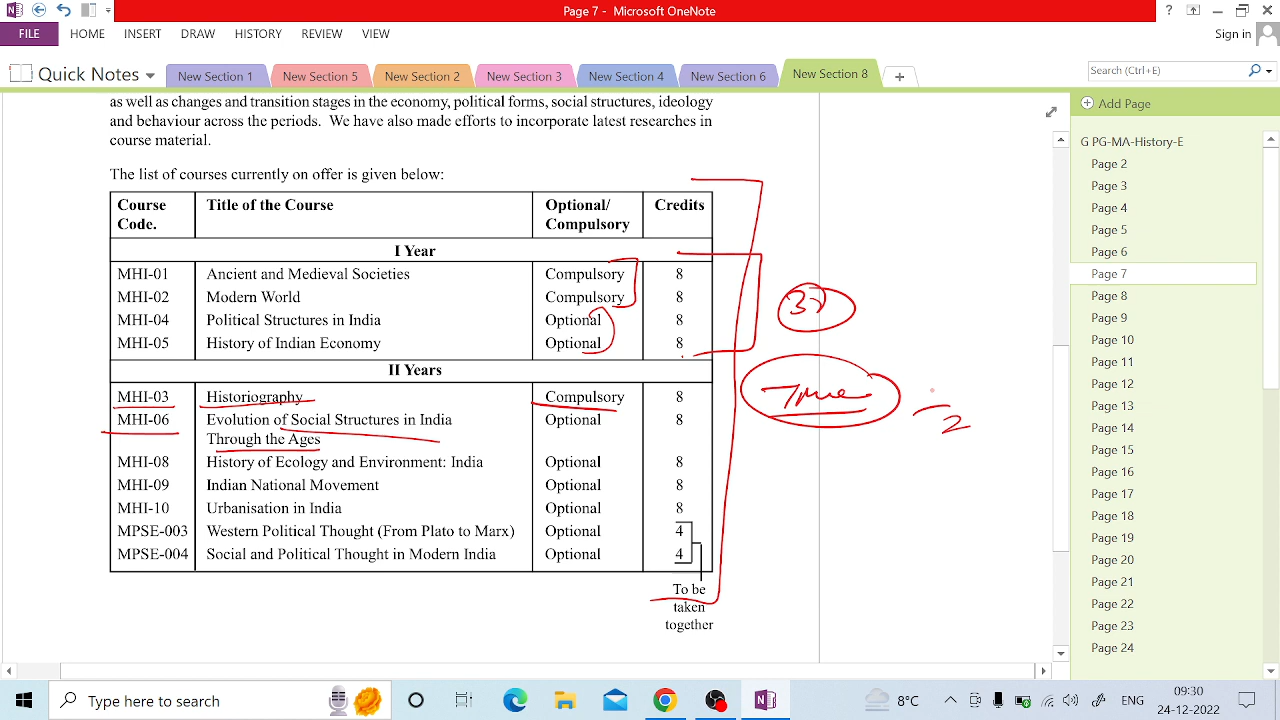 Page 7 - Microsoft OneNote
FILE HOME INSERT DRAW HISTORY REVIEW VIEW
Sign in
Quick Notes New Section 1 New Section 5 New Section 2 New Section 3 New Section 4 New Section 6 New Section 8
Search (Ctrl+E)
Add Page
G PG-MA-History-E
Page 2
Page 3
Page 4
Page 5
Page 6
Page 7
Page 8
Page 9
Page 10
Page 11
Page 12
Page 13
Page 14
Page 15
Page 16
Page 17
Page 18
Page 19
Page 20
Page 21
Page 22
Page 23
Page 24
as well as changes and transition stages in the economy, political forms, social structures, ideology
and behaviour across the periods. We have also made efforts to incorporate latest researches in
course material.
The list of courses currently on offer is given below:
Course Code. Title of the Course Optional/ Compulsory Credits
I Year
MHI-01 Ancient and Medieval Societies Compulsory 8
MHI-02 Modern World Compulsory 8
MHI-04 Political Structures in India Optional 8
MHI-05 History of Indian Economy Optional 8
II Years
MHI-03 Historiography Compulsory 8
MHI-06 Evolution of Social Structures in India Optional 8
Through the Ages
MHI-08 History of Ecology and Environment: India Optional 8
MHI-09 Indian National Movement Optional 8
MHI-10 Urbanisation in India Optional 8
MPSE-003 Western Political Thought (From Plato to Marx) Optional 4
MPSE-004 Social and Political Thought in Modern India Optional 4
To be
taken
together
2
Type here to search
8°C
ENG
09:30
24-12-2022